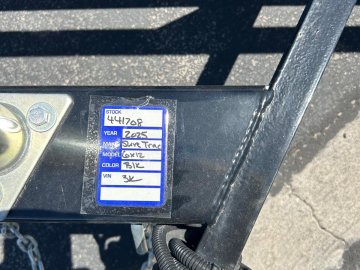 STOCK
441708
YEAR 2025
MAKE Sure Trac
MODEL 6x12
COLOR Blk
VIN 3K